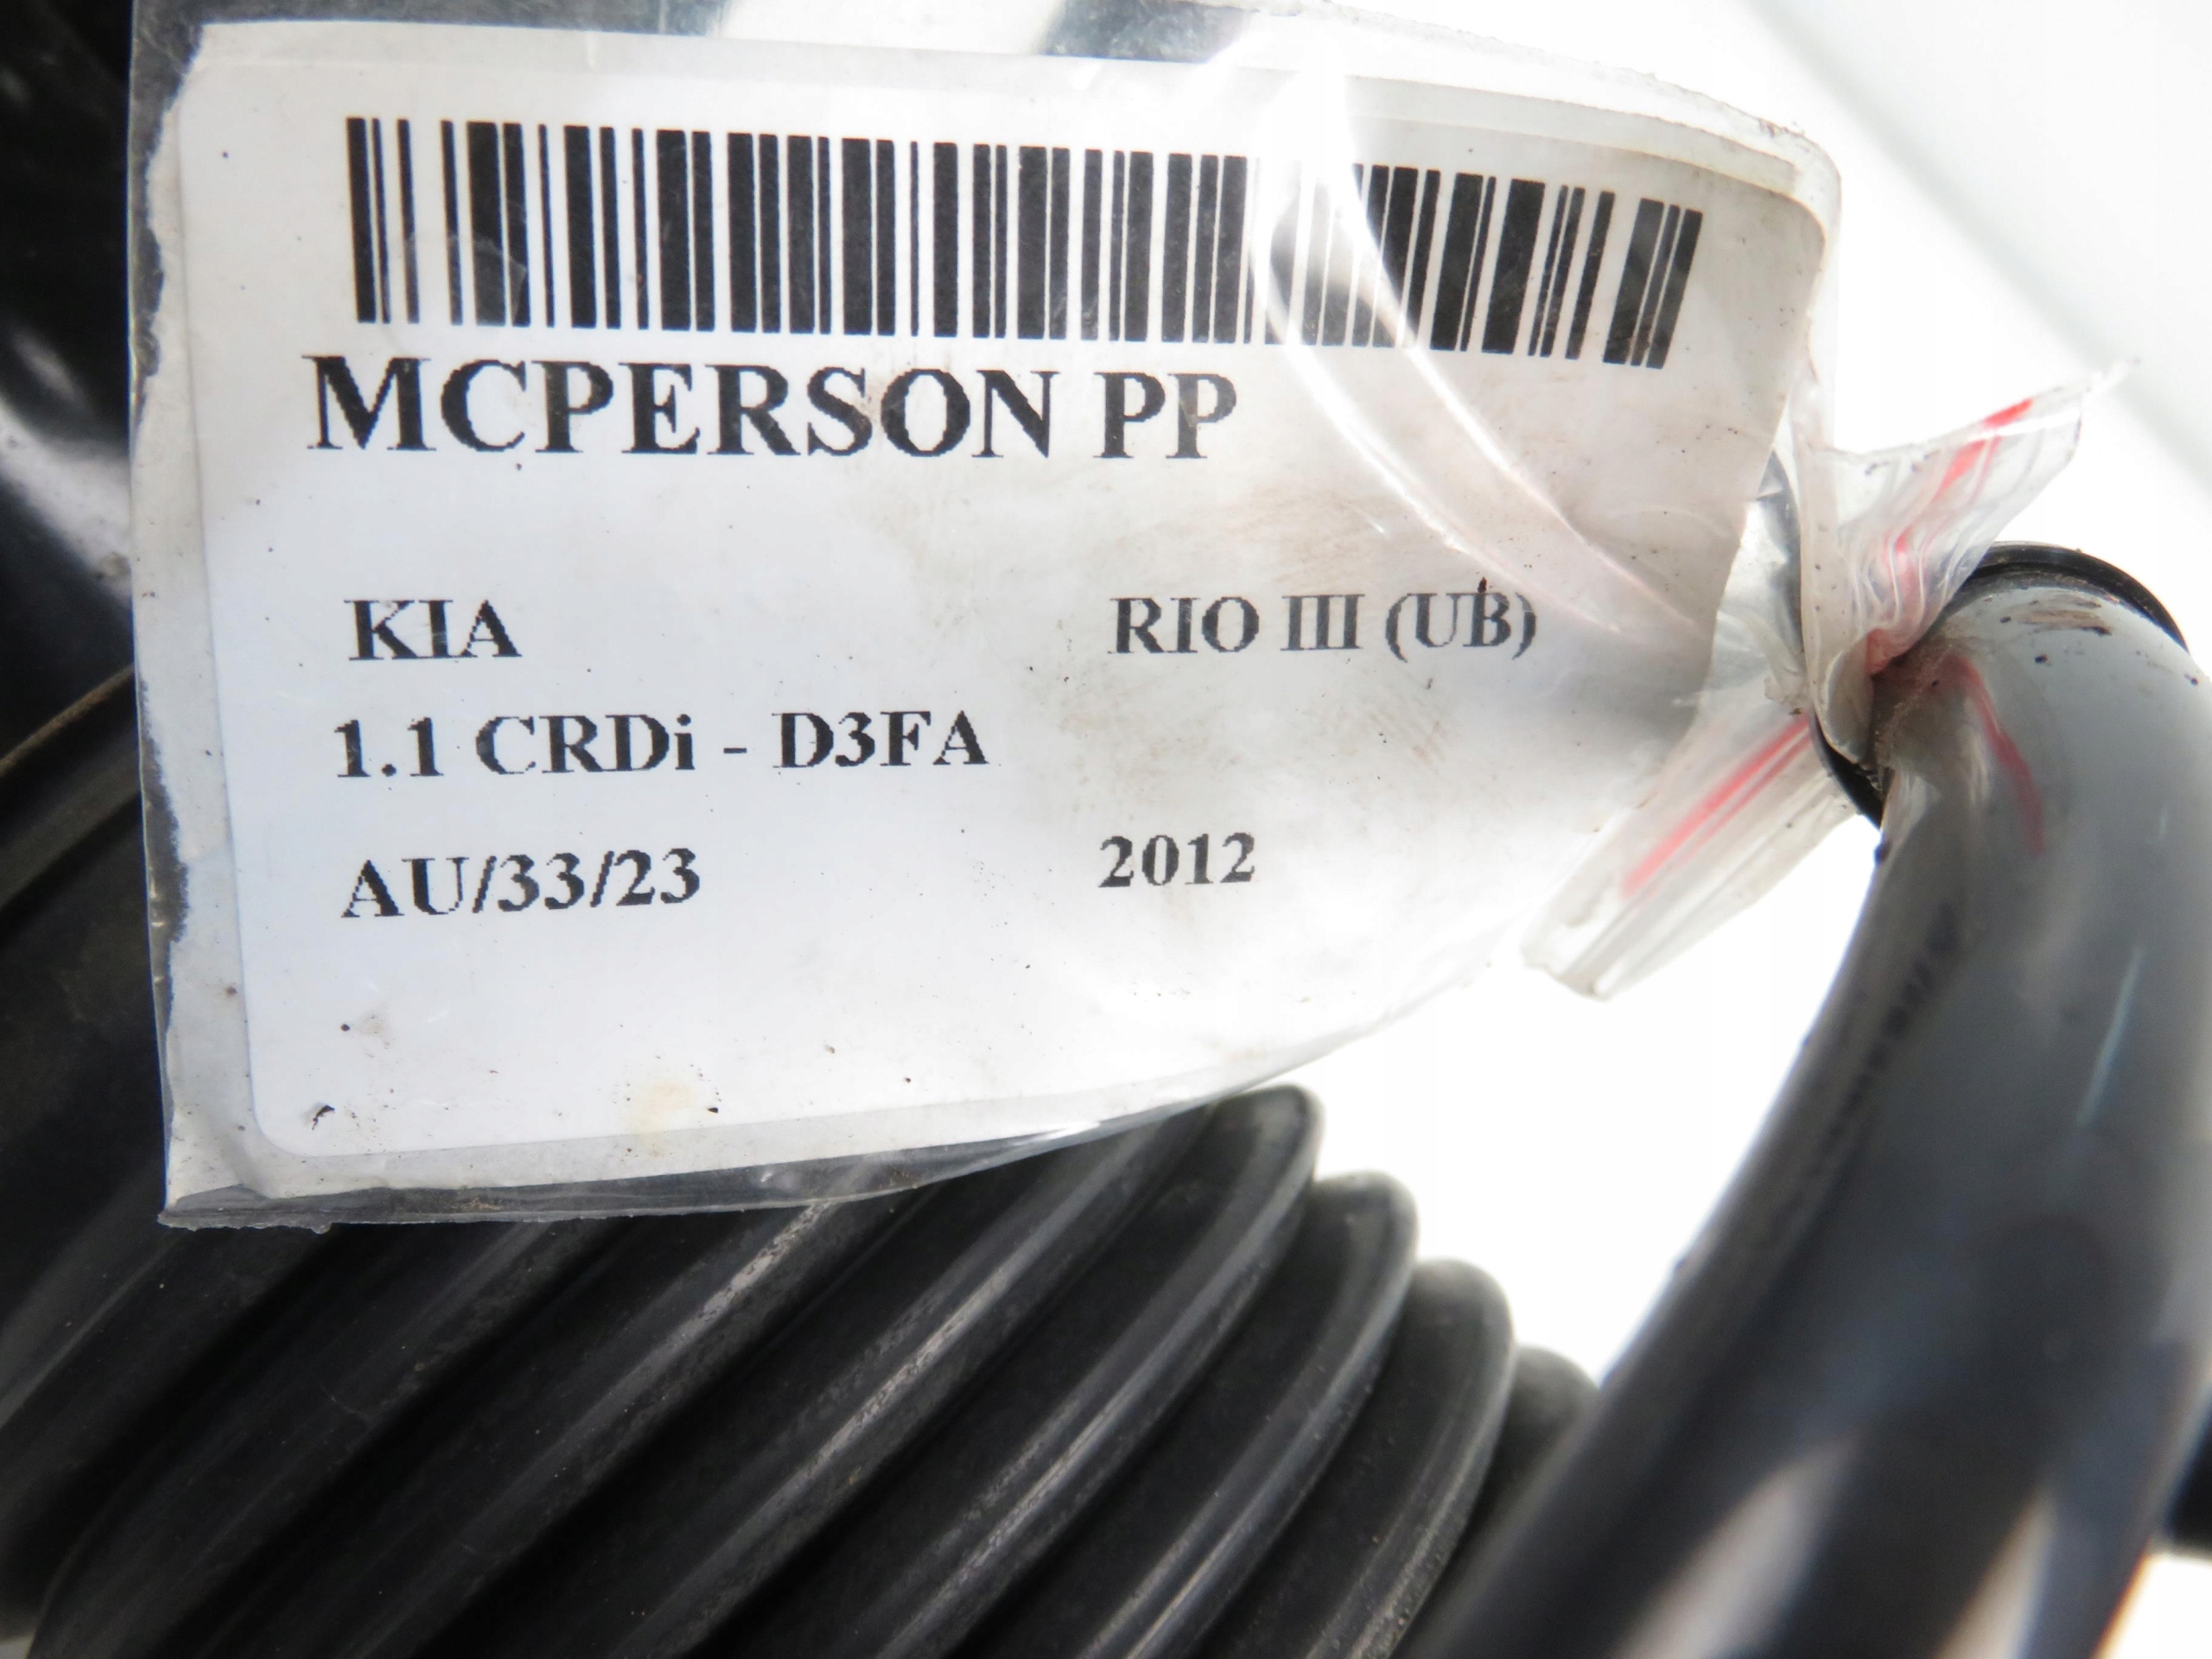 MCPERSON PP
KIA RIO III (UB)
1.1 CRDi - D3FA
AU/33/23 2012